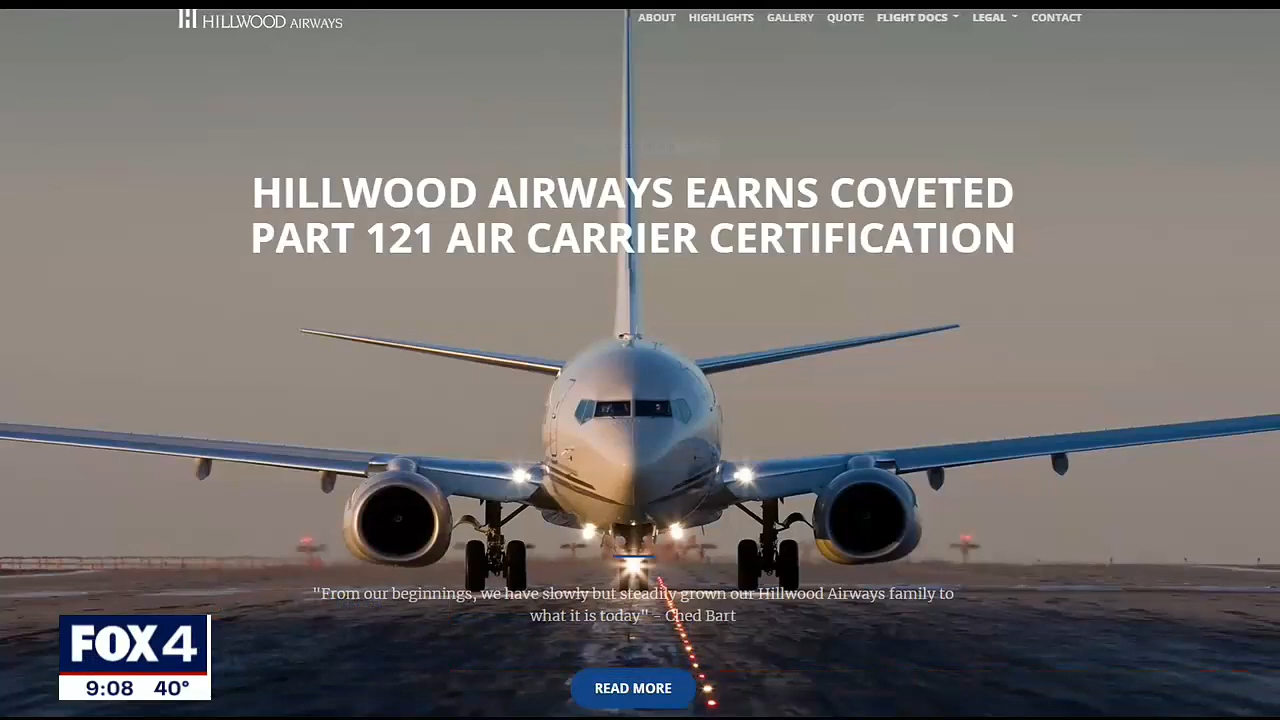 HILLWOOD AIRWAYS
ABOUT HIGHLIGHTS GALLERY QUOTE FLIGHT DOCS LEGAL CONTACT
HILLWOOD AIRWAYS EARNS COVETED
PART 121 AIR CARRIER CERTIFICATION
"From our beginnings, we have slowly but steadily grown our Hillwood Airways family to
what it is today" - Ched Bart
READ MORE
FOX 4
9:08 40°